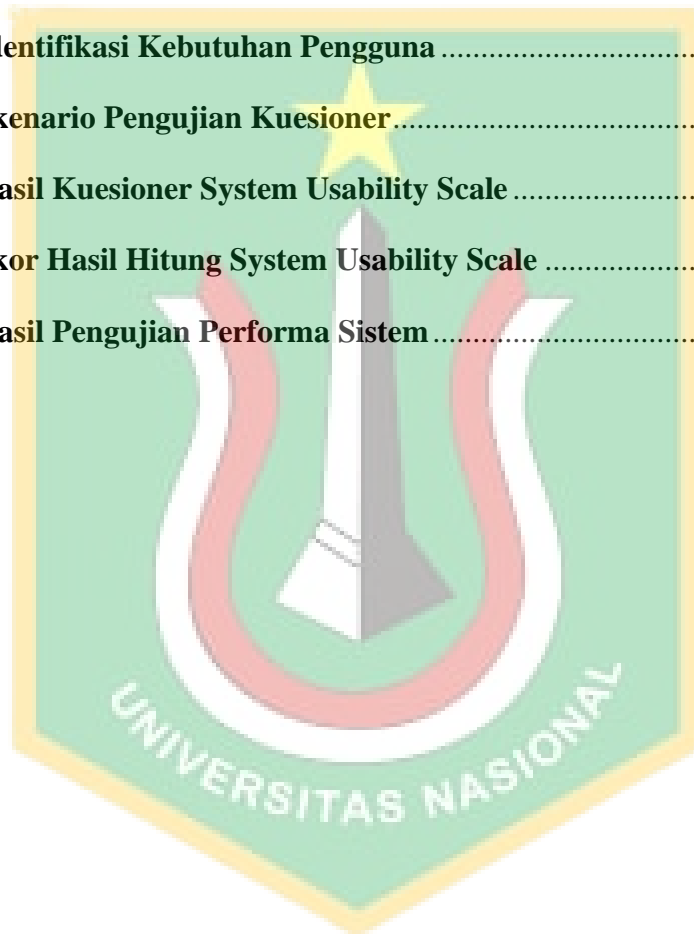 dentifikasi Kebutuhan Pengguna ................................
kenario Pengujian Kuesioner......................................
asil Kuesioner System Usability Scale .......................
kor Hasil Hitung System Usability Scale ...................
asil Pengujian Performa Sistem .................................
UNIVERSITAS NASIONAL